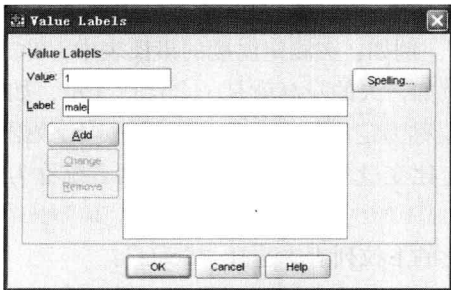 Value Labels
Value Labels
Value: 1
Spelling...
Label: male
Add
Change
Remove
OK Cancel Help